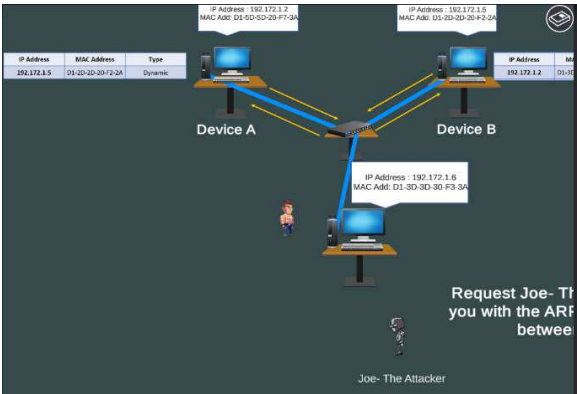 IP Address : 192.172.1.2
MAC Add: D1-5D-5D-20-F7-3A
IP Address : 192.172.1.5
MAC Add: D1-2D-2D-20-F2-2A
IP Address MAC Address Type
192.172.1.5 D1-2D-2D-20-F2-2A Dynamic
IP Address
192.172.1.2
Device A
Device B
IP Address : 192.172.1.6
MAC Add: D1-3D-3D-30-F3-3A
Request Joe- Th
you with the ARP
between
Joe- The Attacker